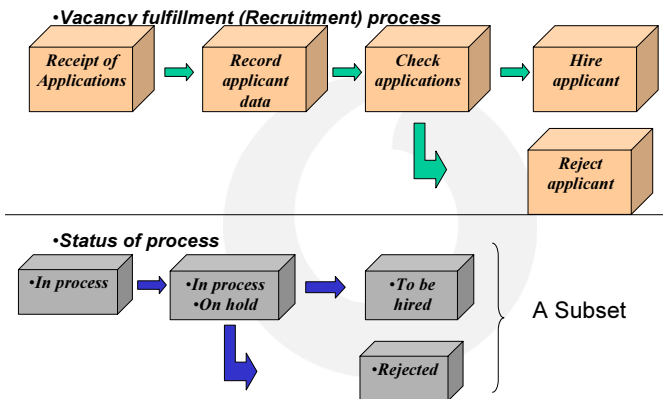 •Vacancy fulfillment (Recruitment) process
Receipt of
Applications
Record
applicant
data
Check
applications
Hire
applicant
Reject
applicant
•Status of process
•In process
•In process
•On hold
•To be
hired
•Rejected
A Subset